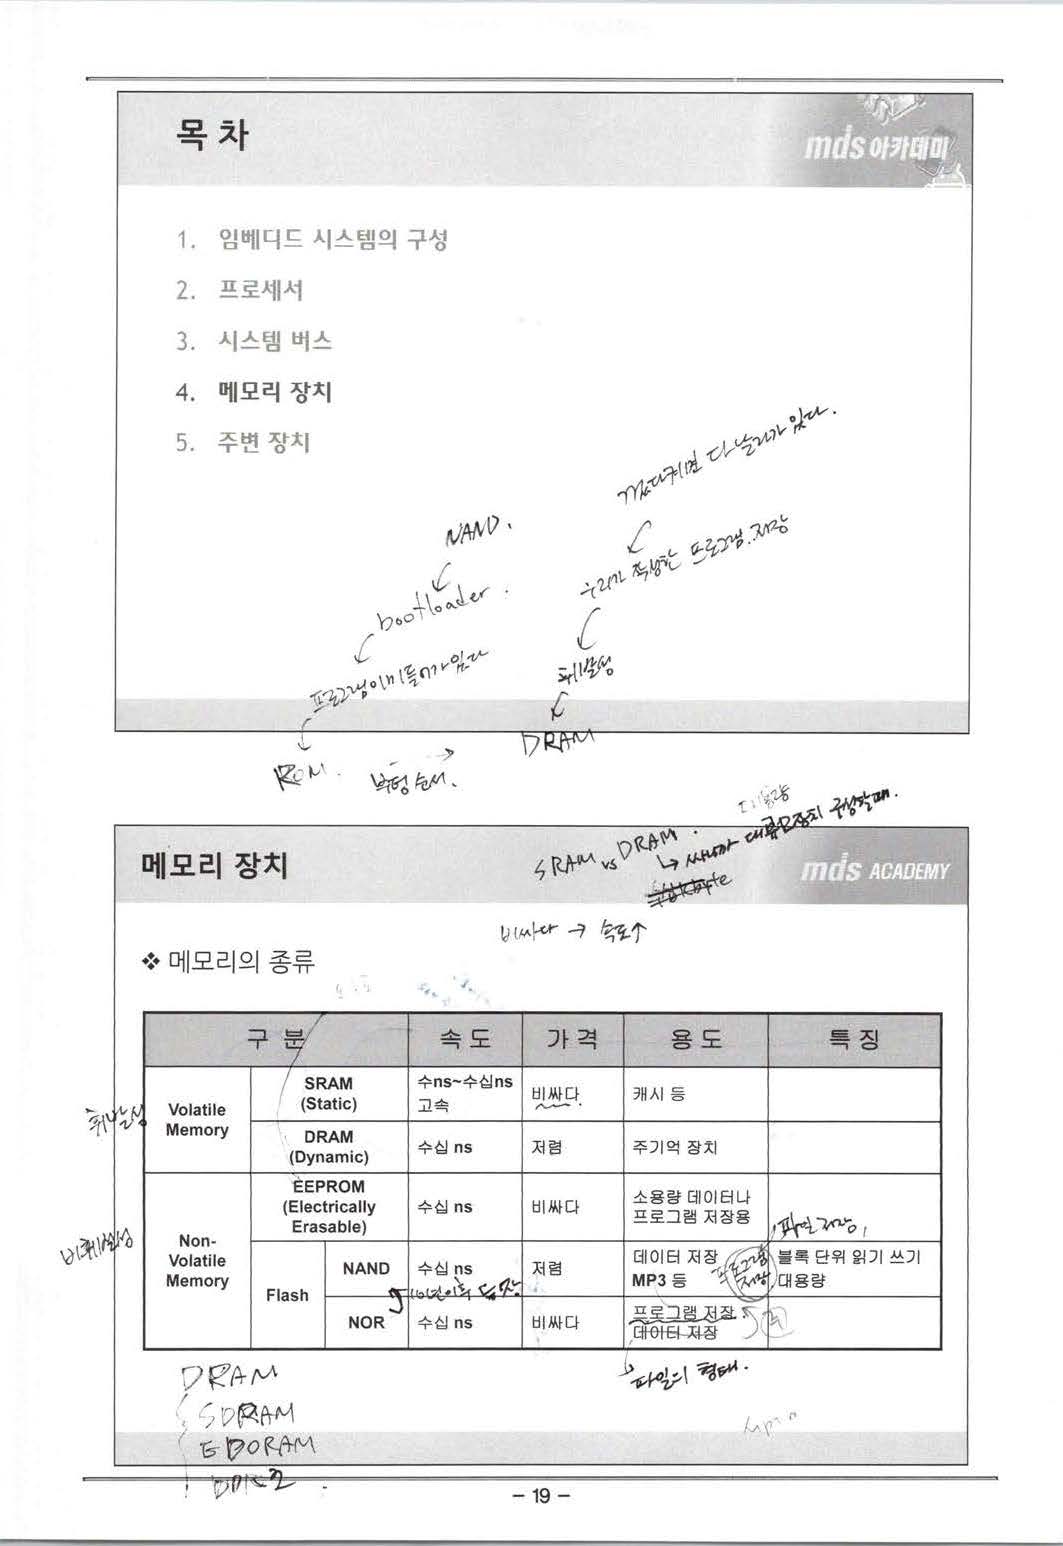 목 차
mds 아카데미
1. 임베디드 시스템의 구성
2. 프로세서
3. 시스템 버스
4. 메모리 장치
5. 주변 장치
껐다키면 다 날라가 있다.
NAND.
우리가 작성한 프로그램 저장
bootloader.
프로그램이 미리 들어가 있다
휘발성
DRAM
ROM.
부팅 순서.
대용량
SRAM vs DRAM.
메모리 장치
mds ACADEMY
비싸다 → 속도↑
❖ 메모리의 종류
구 분 속 도 가 격 용 도 특 징
휘발성
Volatile Memory
SRAM (Static) 수ns~수십ns 고속 비싸다 캐시 등
DRAM (Dynamic) 수십 ns 저렴 주기억 장치
비휘발성
Non-Volatile Memory
EEPROM (Electrically Erasable) 수십 ns 비싸다 소용량 데이터나 프로그램 저장용
파일 저장,
Flash
NAND 수십 ns 저렴 데이터 저장 MP3 등 블록 단위 읽기 쓰기 대용량
프로그램 저장
10년이후 등장
NOR 수십 ns 비싸다 프로그램 저장 데이터 저장
파일의 형태.
DRAM
SDRAM
EDORAM
DDR2
- 19 -